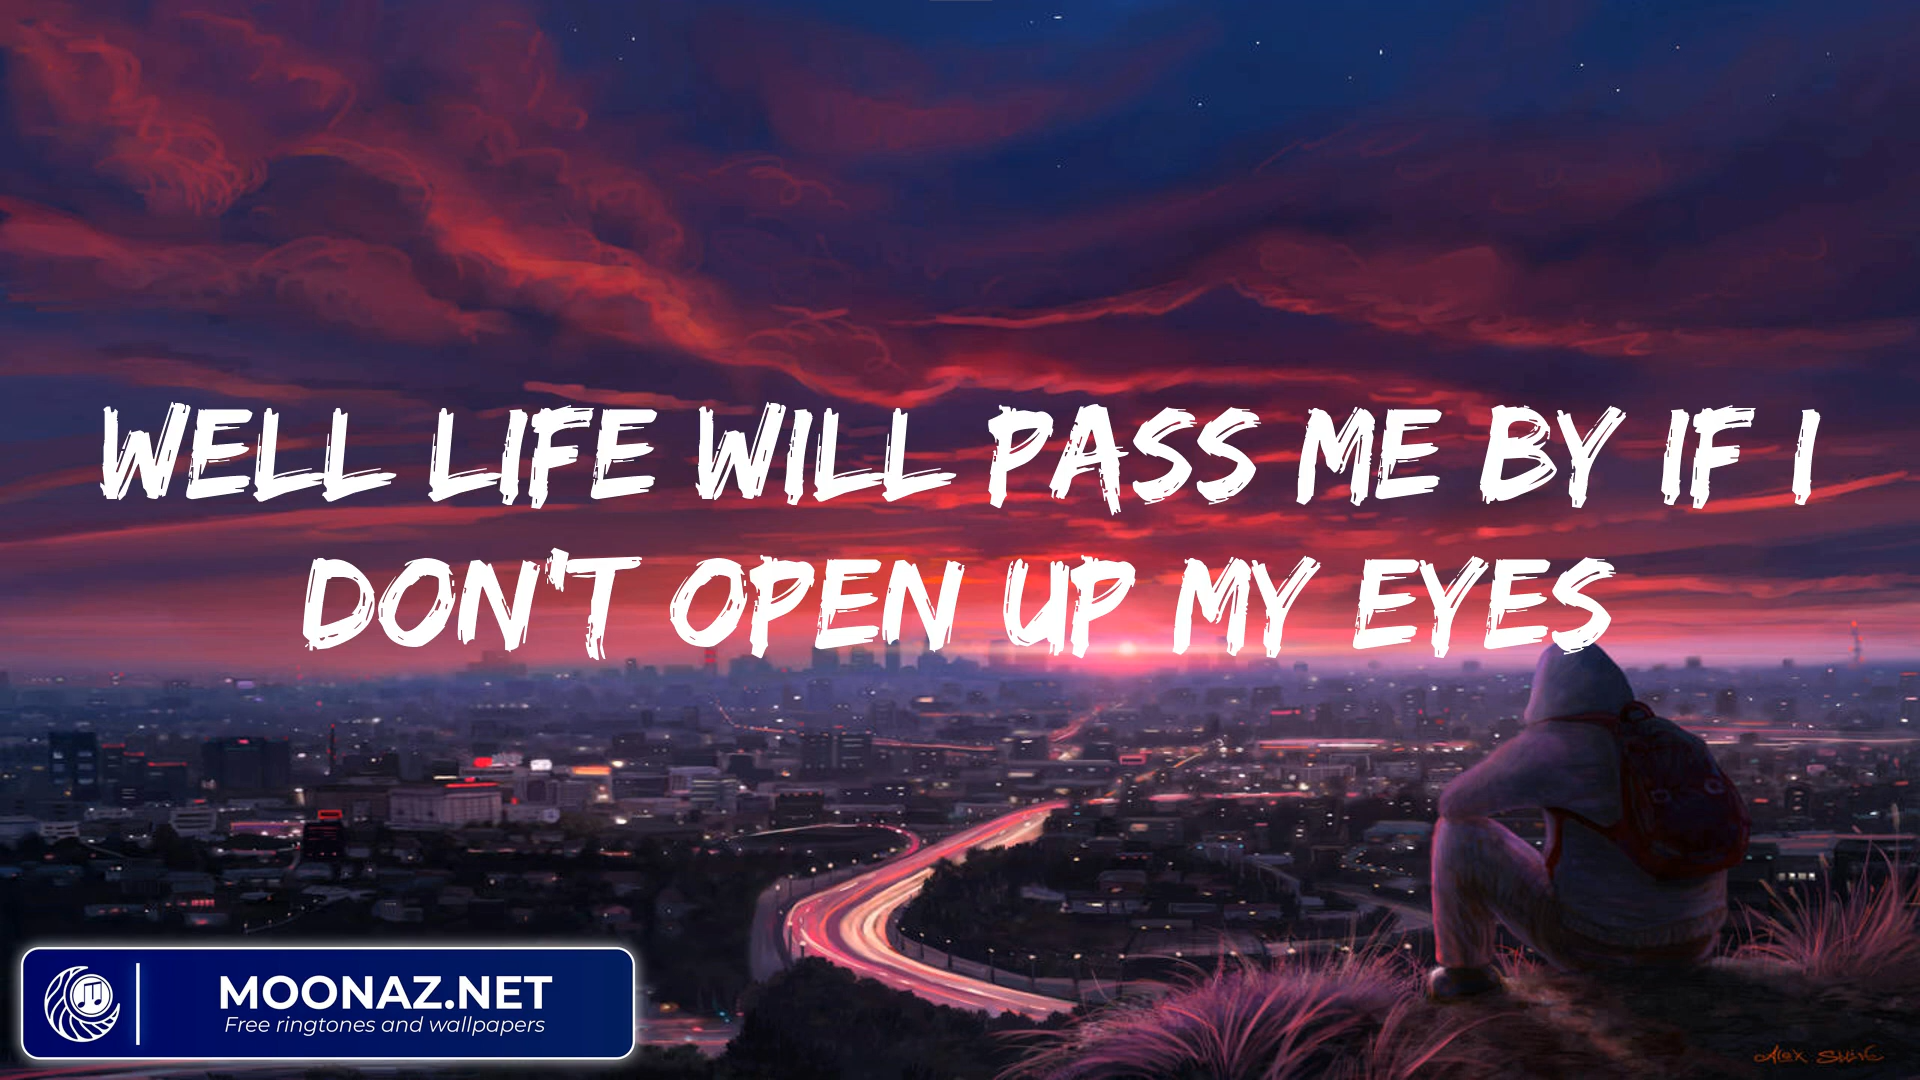 WELL LIFE WILL PASS ME BY IF I
DON'T OPEN UP MY EYES
MOONAZ.NET
Free ringtones and wallpapers